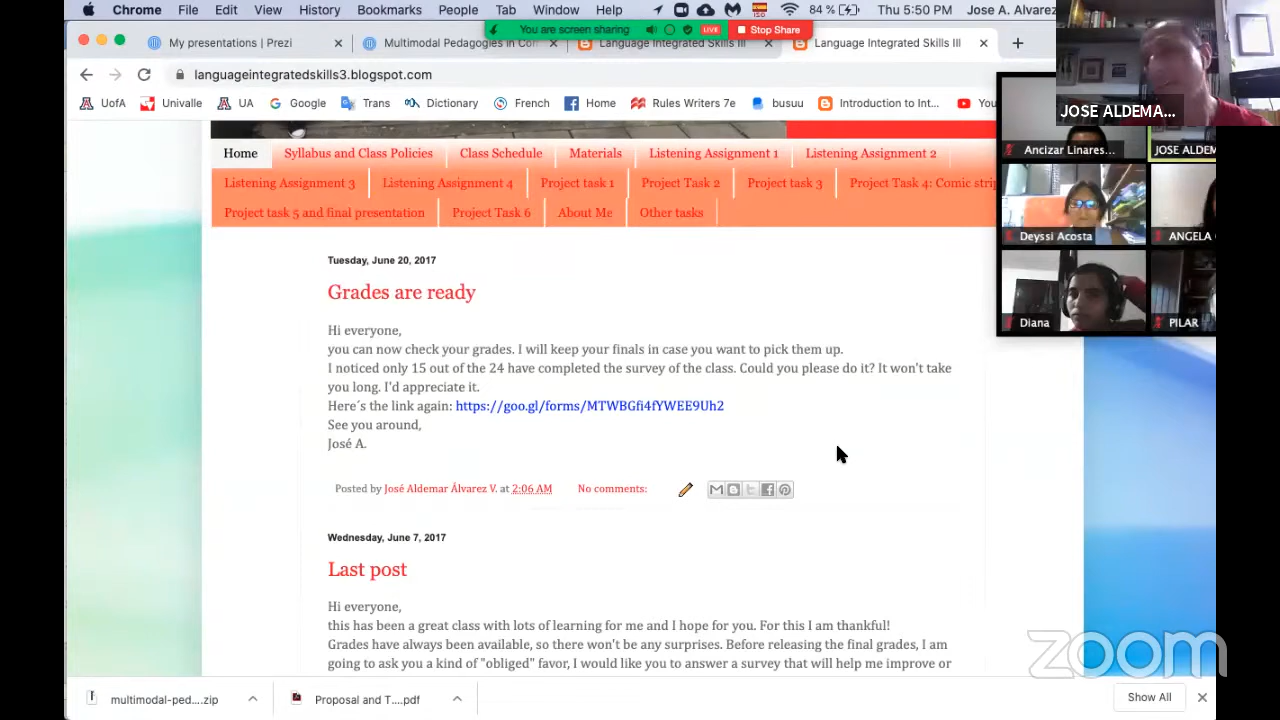 Chrome File Edit View History Bookmarks People Tab Window Help ISO 84% Thu 5:50 PM Jose A. Alvarez
You are screen sharing LIVE Stop Share
My presentations | Prezi Multimodal Pedagogies in Con Language Integrated Skills III Language Integrated Skills III
languageintegratedskills3.blogspot.com
UofA Univalle UA Google Trans Dictionary French Home Rules Writers 7e busuu Introduction to Int... You
JOSE ALDEMA...
Ancizar Linares... JOSE ALDEM
Home Syllabus and Class Policies Class Schedule Materials Listening Assignment 1 Listening Assignment 2
Listening Assignment 3 Listening Assignment 4 Project task 1 Project Task 2 Project task 3 Project Task 4: Comic strip
Project task 5 and final presentation Project Task 6 About Me Other tasks
Deyssi Acosta ANGELA
Diana PILAR
Tuesday, June 20, 2017
Grades are ready
Hi everyone,
you can now check your grades. I will keep your finals in case you want to pick them up.
I noticed only 15 out of the 24 have completed the survey of the class. Could you please do it? It won't take
you long. I'd appreciate it.
Here´s the link again: https://goo.gl/forms/MTWBGfi4fYWEE9Uh2
See you around,
José A.
Posted by José Aldemar Álvarez V. at 2:06 AM No comments:
Wednesday, June 7, 2017
Last post
Hi everyone,
this has been a great class with lots of learning for me and I hope for you. For this I am thankful!
Grades have always been available, so there won't be any surprises. Before releasing the final grades, I am
going to ask you a kind of "obliged" favor, I would like you to answer a survey that will help me improve or
zoom
multimodal-ped....zip Proposal and T....pdf Show All